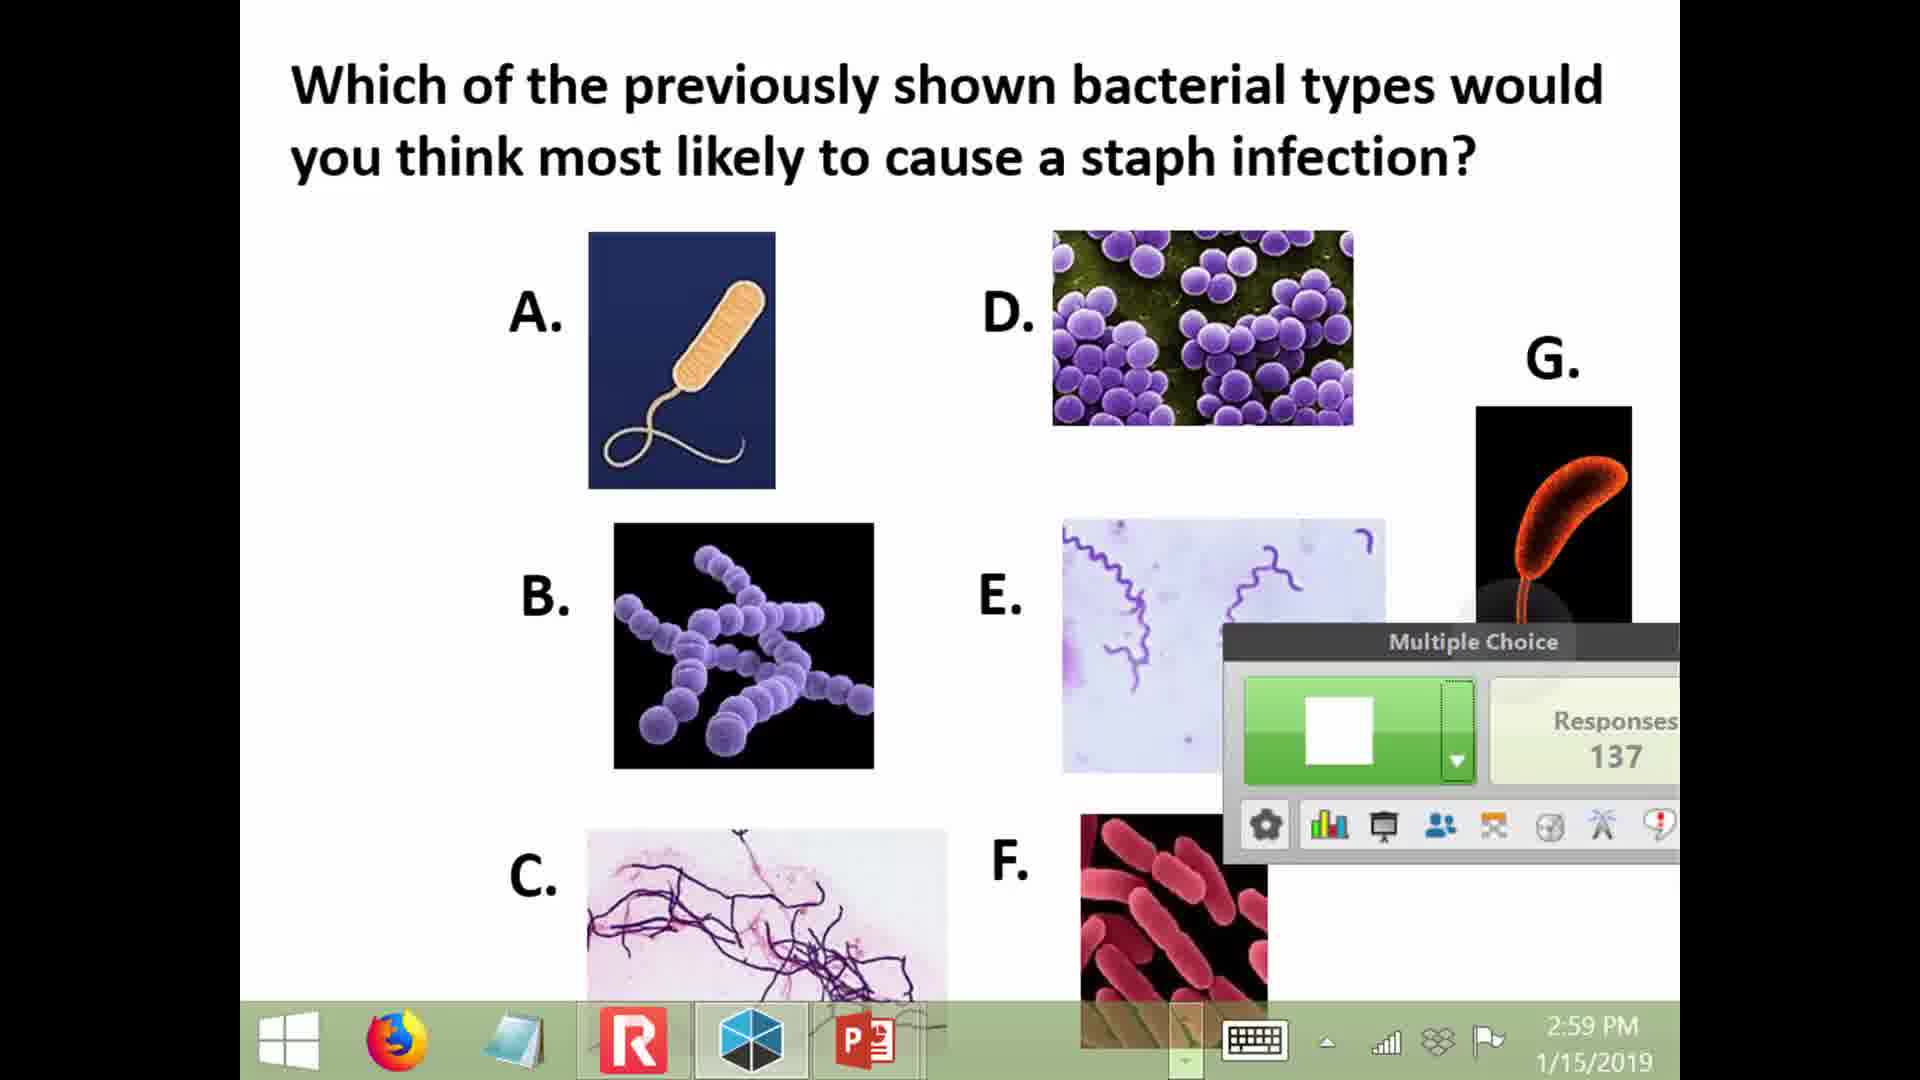 Which of the previously shown bacterial types would
you think most likely to cause a staph infection?
A.
D.
G.
B.
E.
Multiple Choice
Responses
137
C.
F.
R
P
2:59 PM
1/15/2019